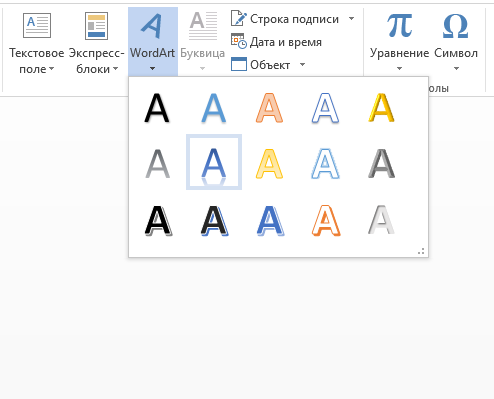 Текстовое поле
Экспресс-блоки
WordArt
Буквица
Строка подписи
Дата и время
Объект
Уравнение
Символ
олы
A A A A A
A A A A A
A A A A A